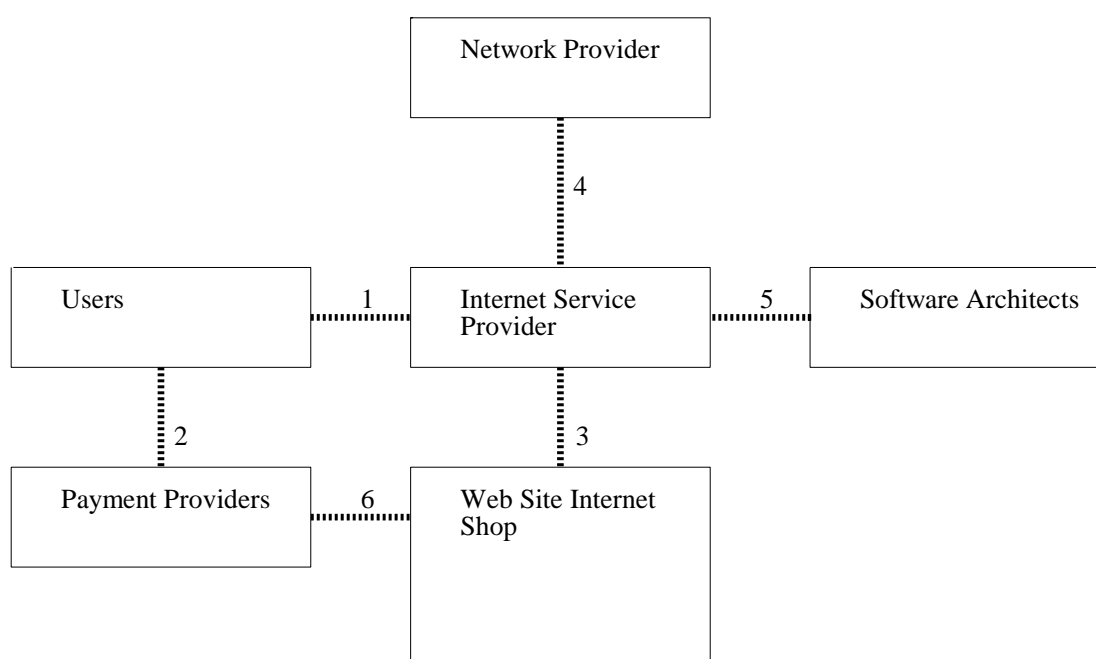 Network Provider
4
Users
1
Internet Service
Provider
5
Software Architects
2
3
Payment Providers
6
Web Site Internet
Shop